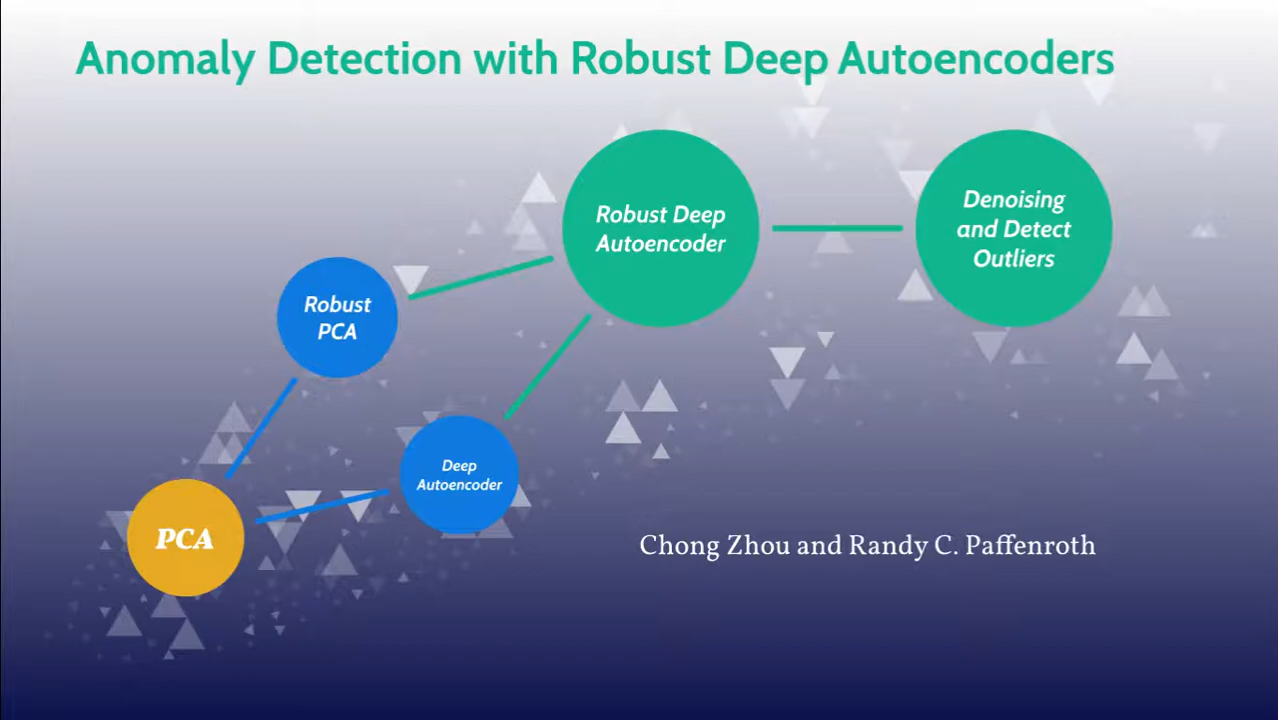 Anomaly Detection with Robust Deep Autoencoders
Robust Deep
Autoencoder
Denoising
and Detect
Outliers
Robust
PCA
Deep
Autoencoder
PCA
Chong Zhou and Randy C. Paffenroth